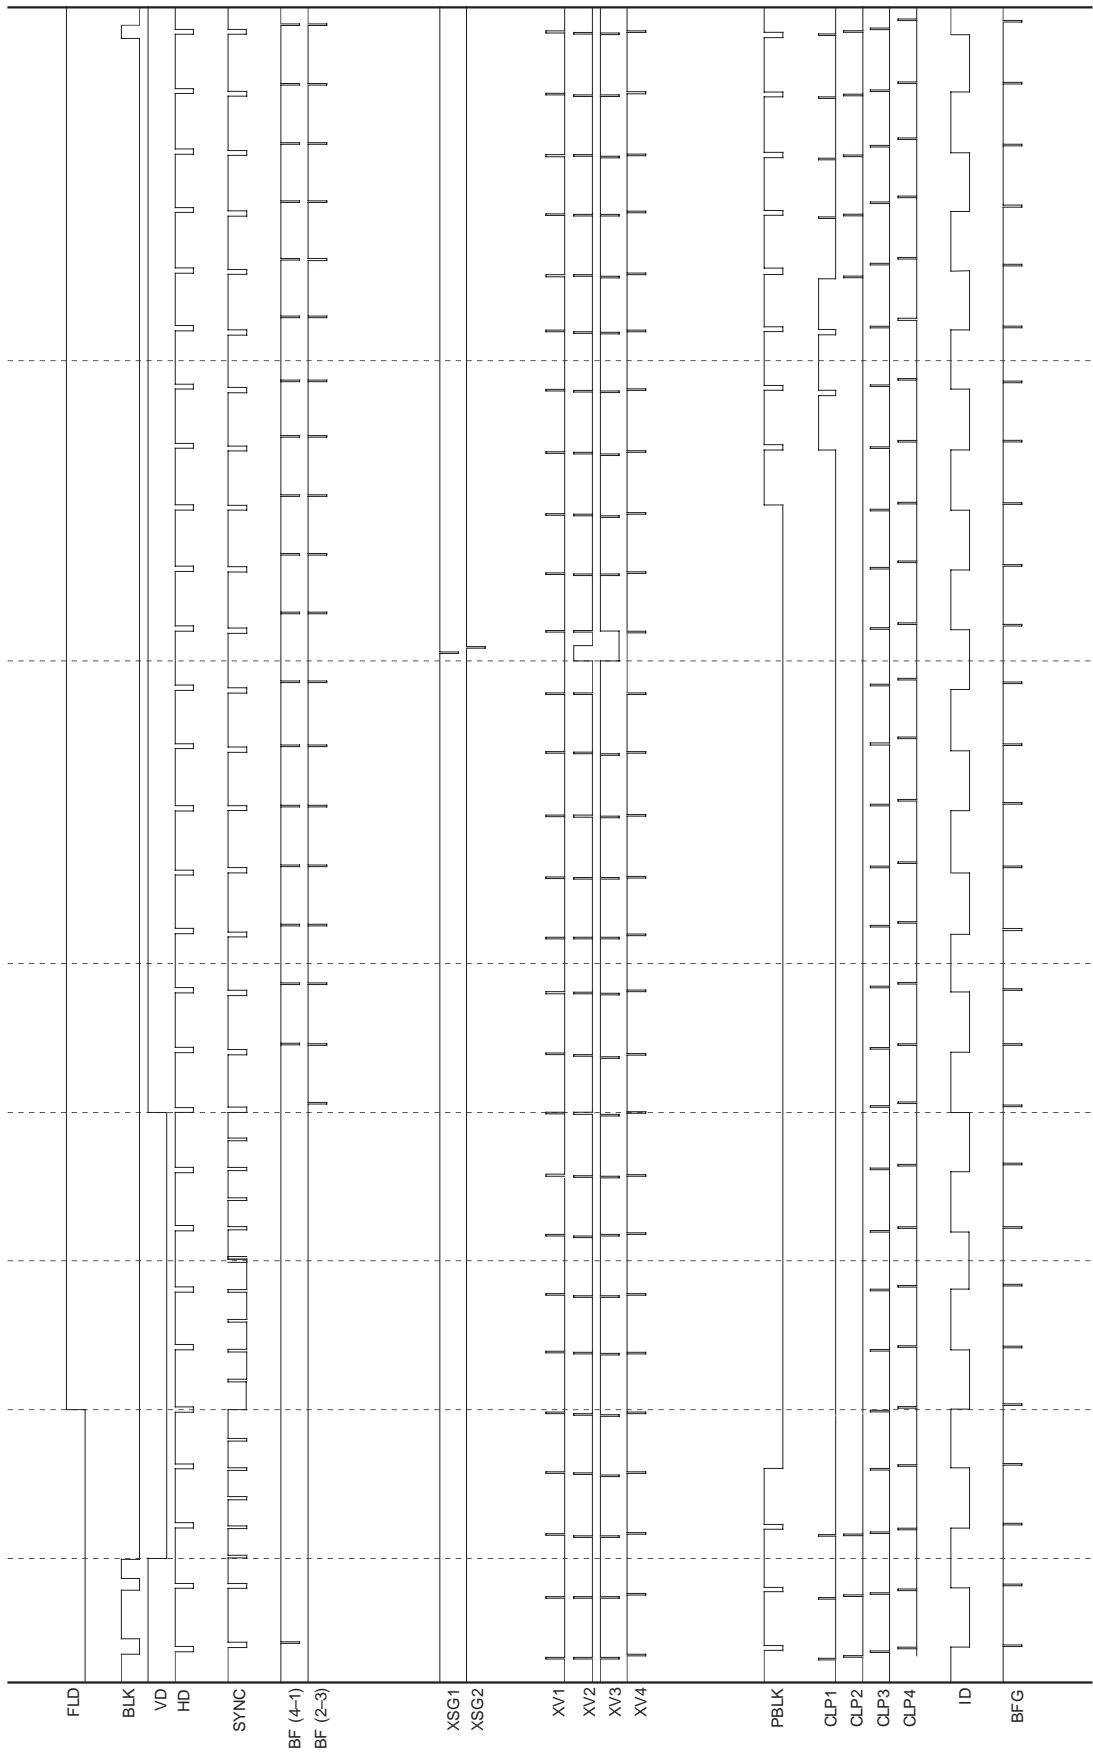 FLD
BLK
VD
HD
SYNC
BF (4–1)
BF (2–3)
XSG1
XSG2
XV1
XV2
XV3
XV4
PBLK
CLP1
CLP2
CLP3
CLP4
ID
BFG